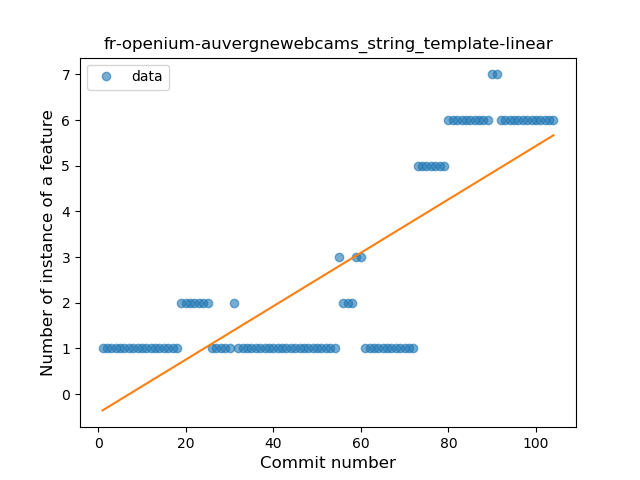 fr-openium-auvergnewebcams_string_template-linear
data
Number of instance of a feature
7
6
5
4
3
2
1
0
0 20 40 60 80 100
Commit number